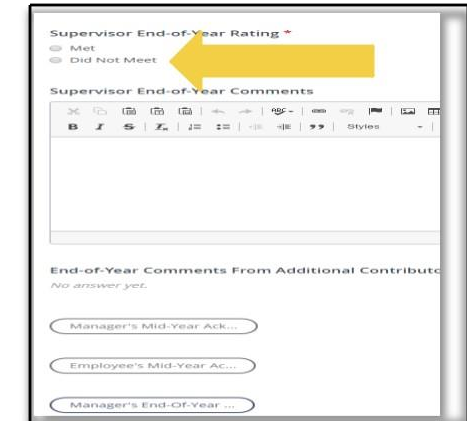 Supervisor End-of-Year Rating *
Met
Did Not Meet
Supervisor End-of-Year Comments
B I S Styles
End-of-Year Comments From Additional Contributo
No answer yet.
Manager's Mid-Year Ack...
Employee's Mid-Year Ac...
Manager's End-Of-Year ...